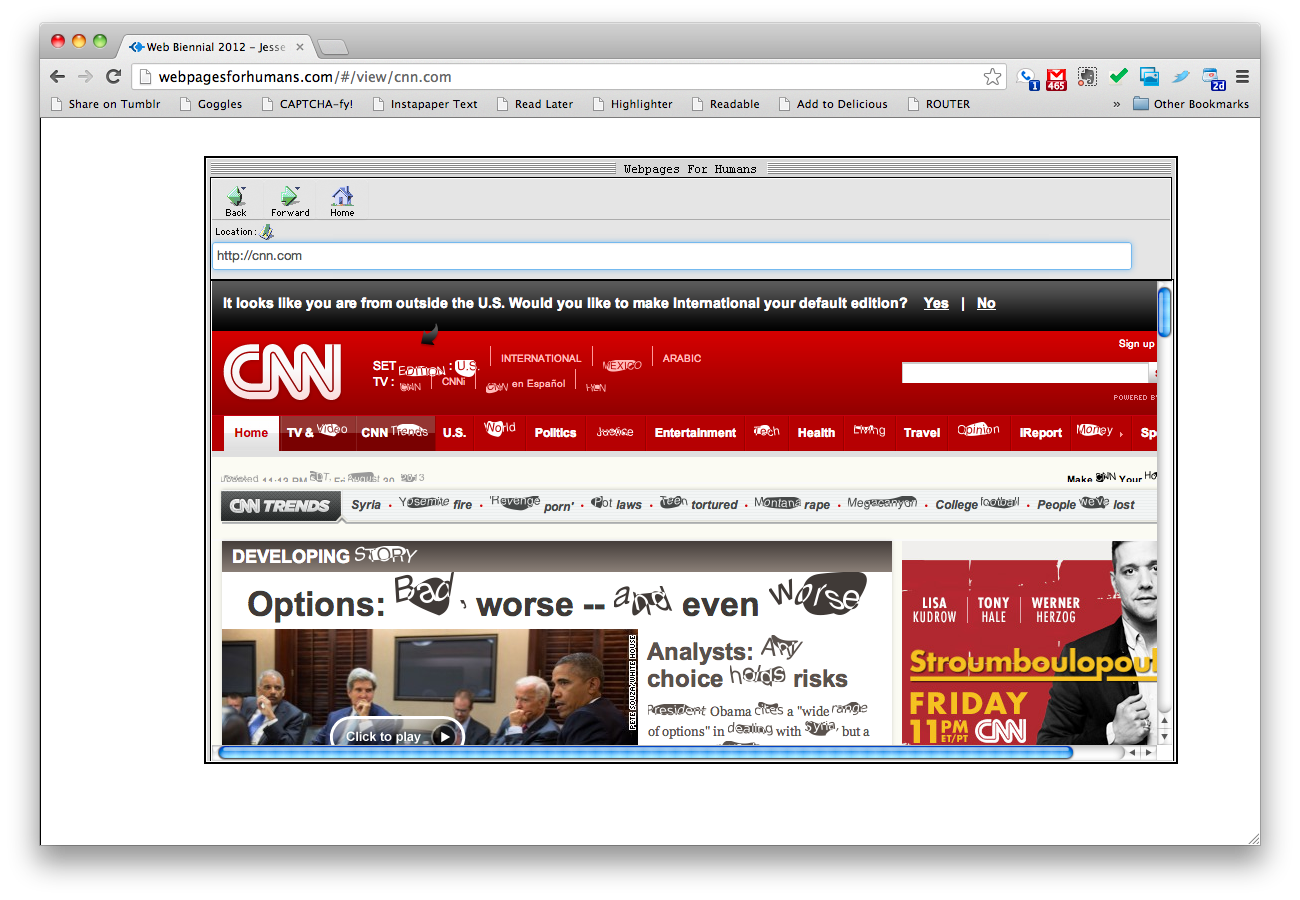 Web Biennial 2012 – Jesse
webpagesforhumans.com/#/view/cnn.com
1 465 2d
Share on Tumblr Goggles CAPTCHA-fy! Instapaper Text Read Later Highlighter Readable Add to Delicious ROUTER » Other Bookmarks
Webpages For Humans
Back Forward Home
Location:
http://cnn.com
It looks like you are from outside the U.S. Would you like to make International your default edition? Yes | No
Sign up
CNN
SET EDITION : U.S. INTERNATIONAL MEXICO ARABIC
TV : CNN CNNi CNN en Español HLN
POWERED BY
Home TV & Video CNN Trends U.S. World Politics Justice Entertainment Tech Health Living Travel Opinion iReport Money Sp
Updated 11:13 PM EDT, Fri August 30, 2013 Make CNN Your Ho
CNN TRENDS Syria • Yosemite fire • 'Revenge porn' • Pot laws • Teen tortured • Montana rape • Megacanyon • College football • People we've lost
DEVELOPING STORY
Options: Bad, worse -- and even worse
PETE SOUZA/WHITE HOUSE
Click to play
Analysts: Any
choice holds risks
President Obama cites a "wide range
of options" in dealing with Syria, but a
LISA KUDROW | TONY HALE | WERNER HERZOG
Stroumboulopoul
FRIDAY
11PM ET/PT CNN